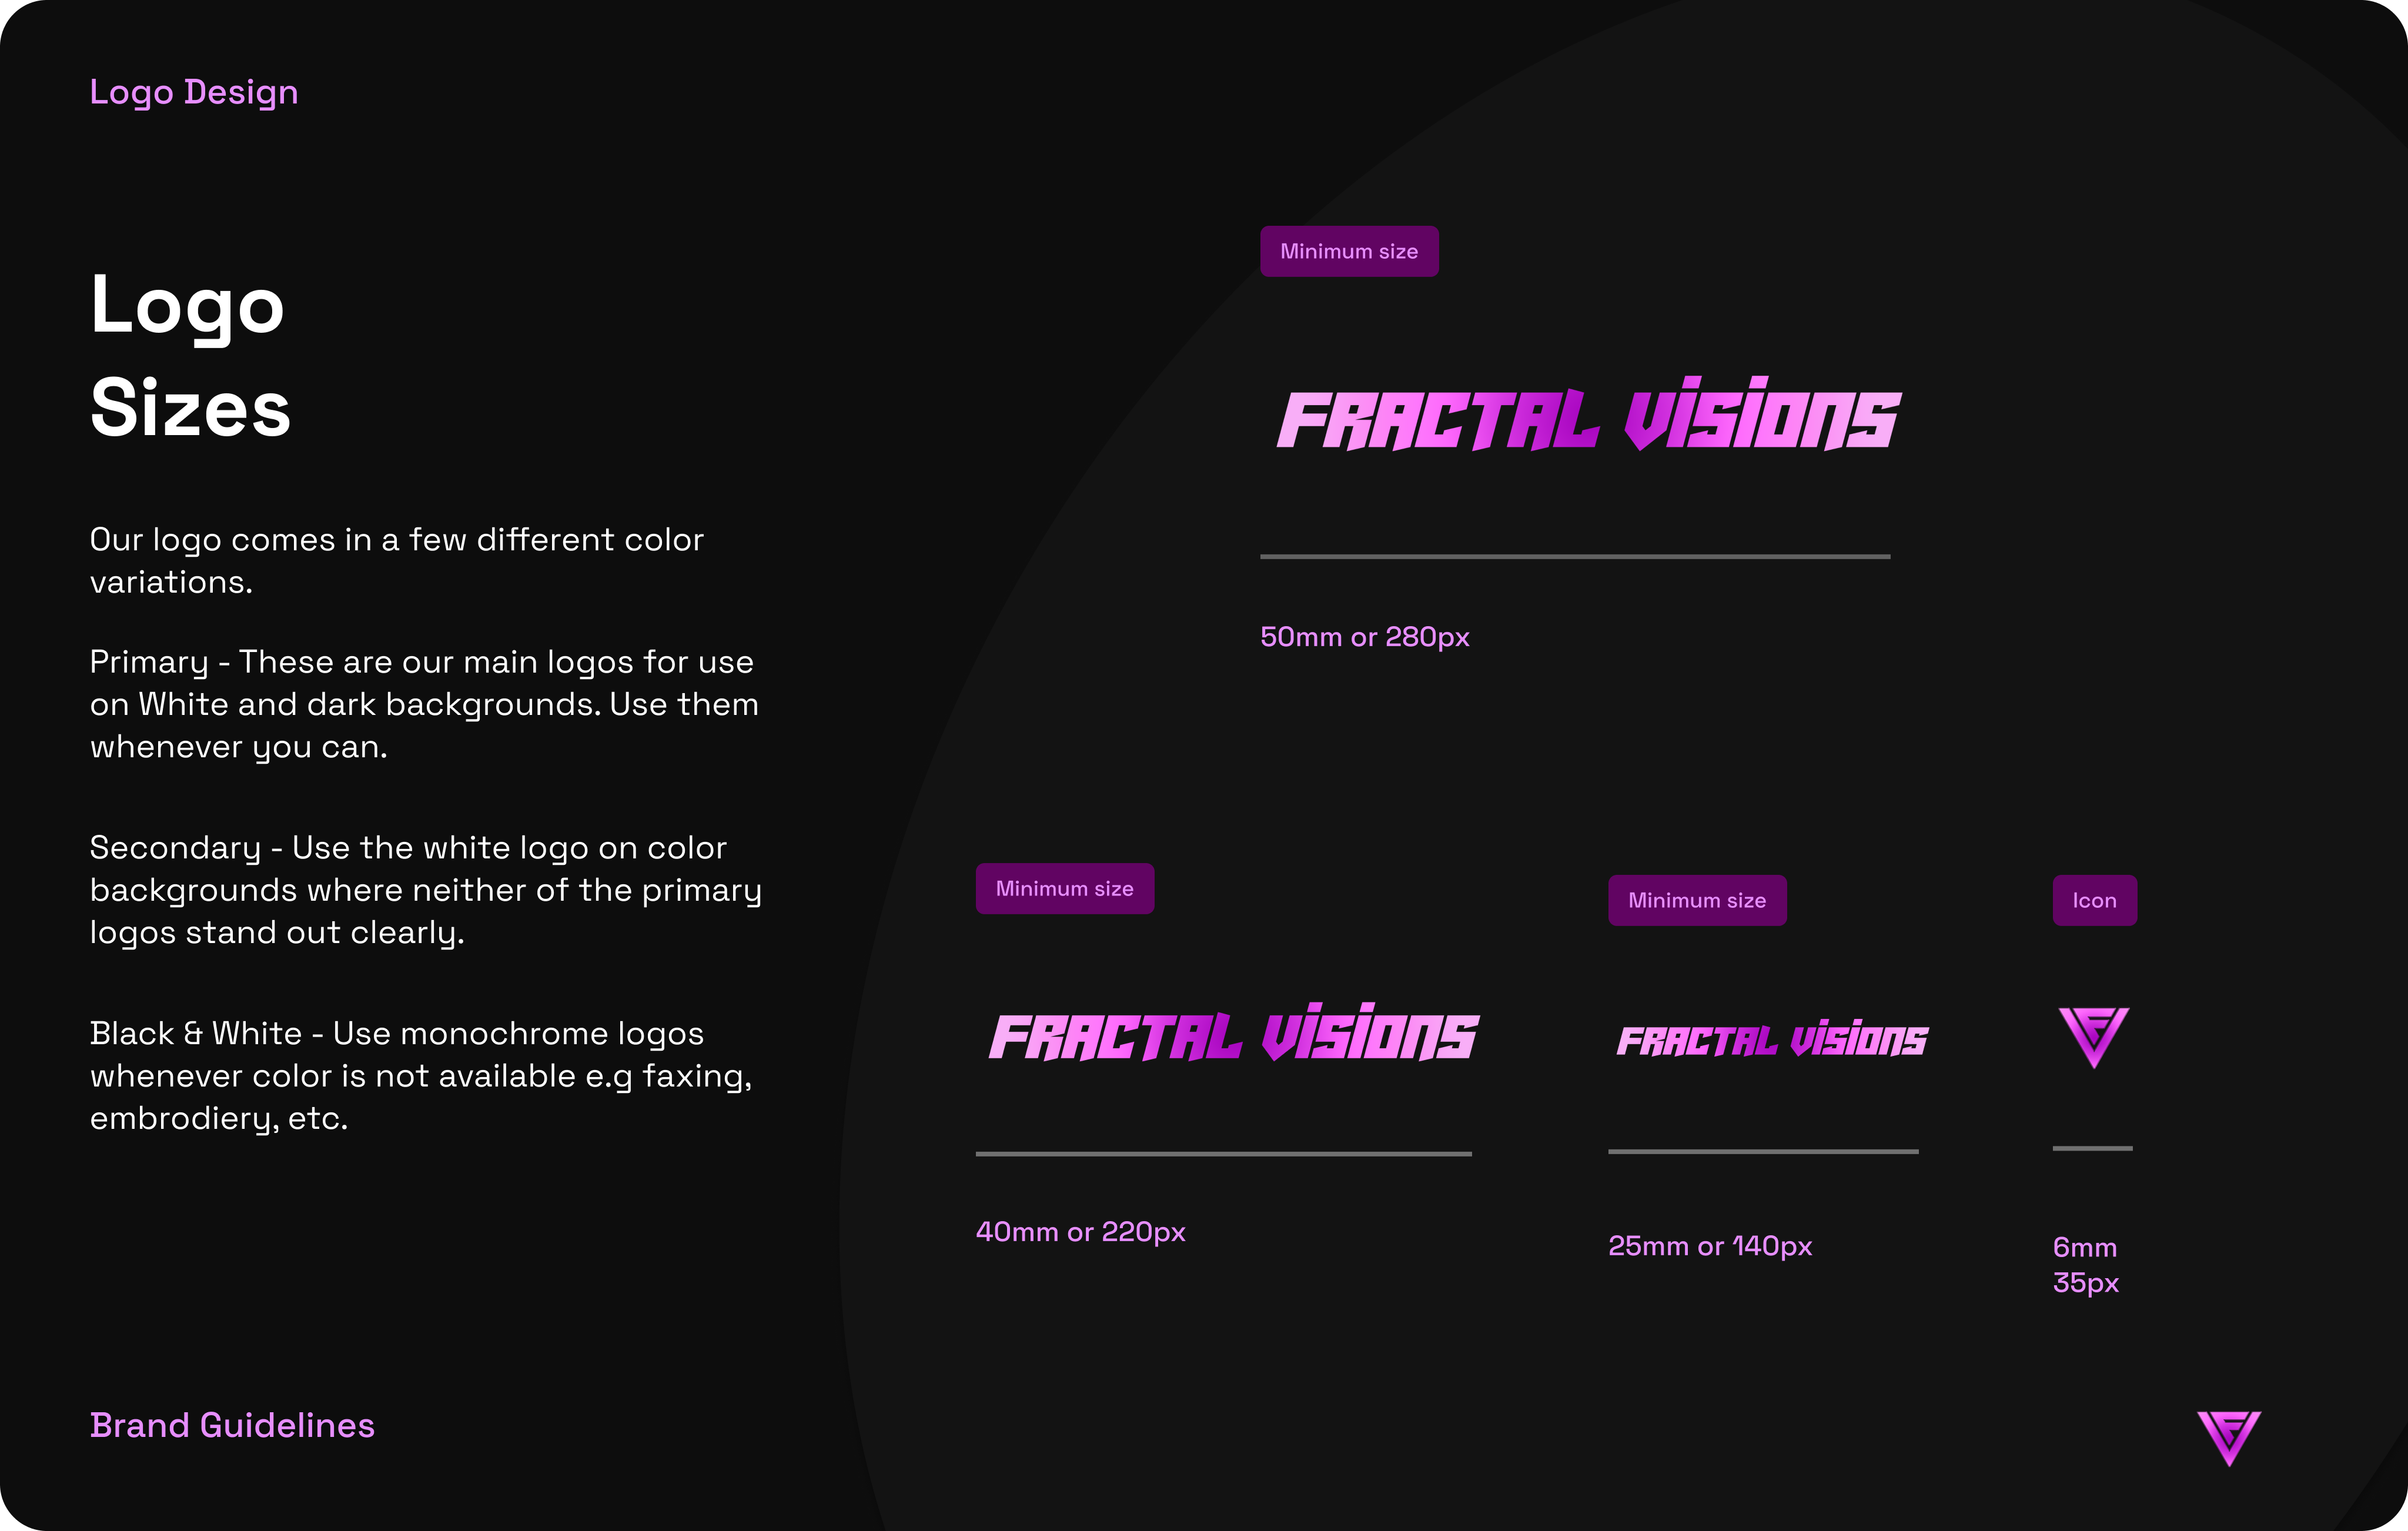 Logo Design
Logo
Sizes
Our logo comes in a few different color
variations.
Primary - These are our main logos for use
on White and dark backgrounds. Use them
whenever you can.
Secondary - Use the white logo on color
backgrounds where neither of the primary
logos stand out clearly.
Black & White - Use monochrome logos
whenever color is not available e.g faxing,
embrodiery, etc.
Minimum size
FRACTAL VISIONS
50mm or 280px
Minimum size
FRACTAL VISIONS
40mm or 220px
Minimum size
FRACTAL VISIONS
25mm or 140px
Icon
6mm
35px
Brand Guidelines